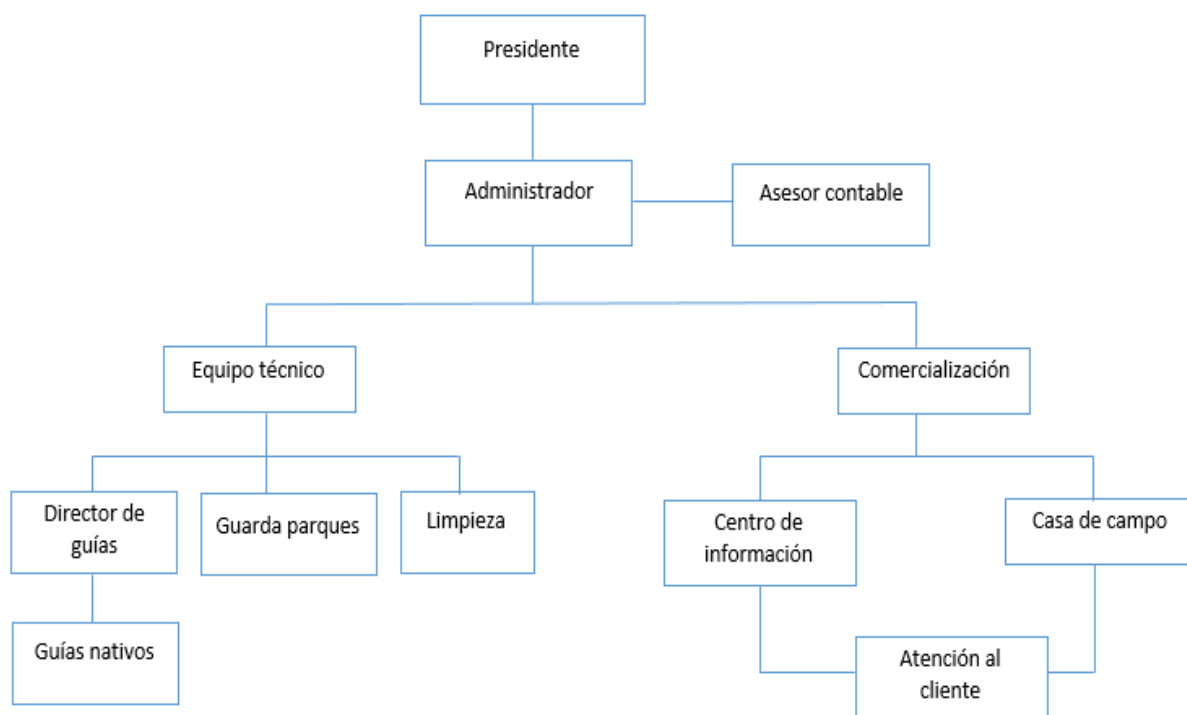 Presidente
Administrador
Asesor contable
Equipo técnico
Comercialización
Director de
guías
Guarda parques
Limpieza
Centro de
información
Casa de campo
Guías nativos
Atención al
cliente